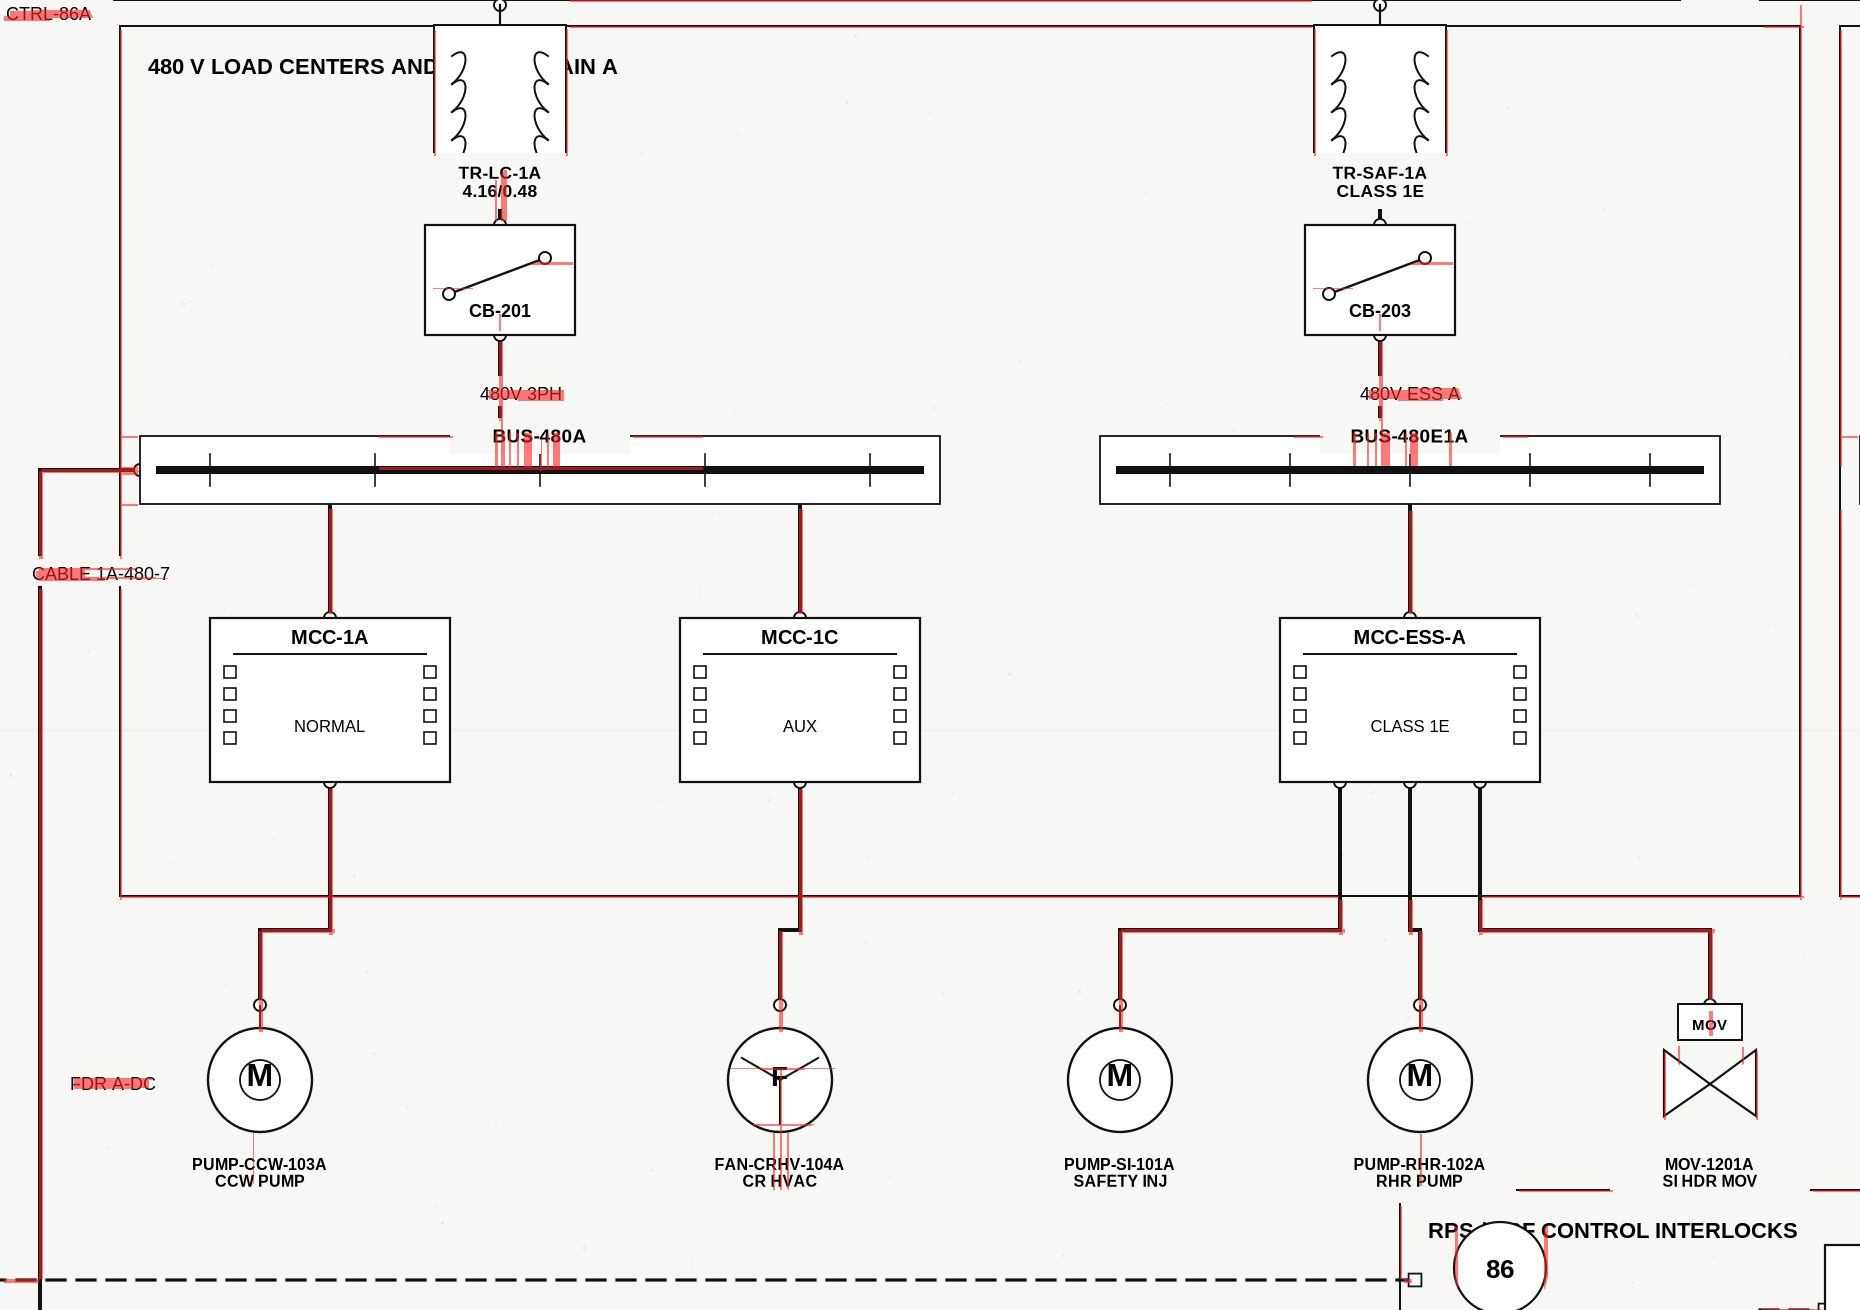 CTRL-86A
480 V LOAD CENTERS AND
TR-LC-1A
4.16/0.48
TR-SAF-1A
CLASS 1E
CB-201
CB-203
480V 3PH
480V ESS A
BUS-480A
BUS-480E1A
CABLE 1A-480-7
MCC-1A
NORMAL
MCC-1C
AUX
MCC-ESS-A
CLASS 1E
M
F
M
M
MOV
FDR A-DC
PUMP-CCW-103A
CCW PUMP
FAN-CRHV-104A
CR HVAC
PUMP-SI-101A
SAFETY INJ
PUMP-RHR-102A
RHR PUMP
MOV-1201A
SI HDR MOV
RPS CONTROL INTERLOCKS
86